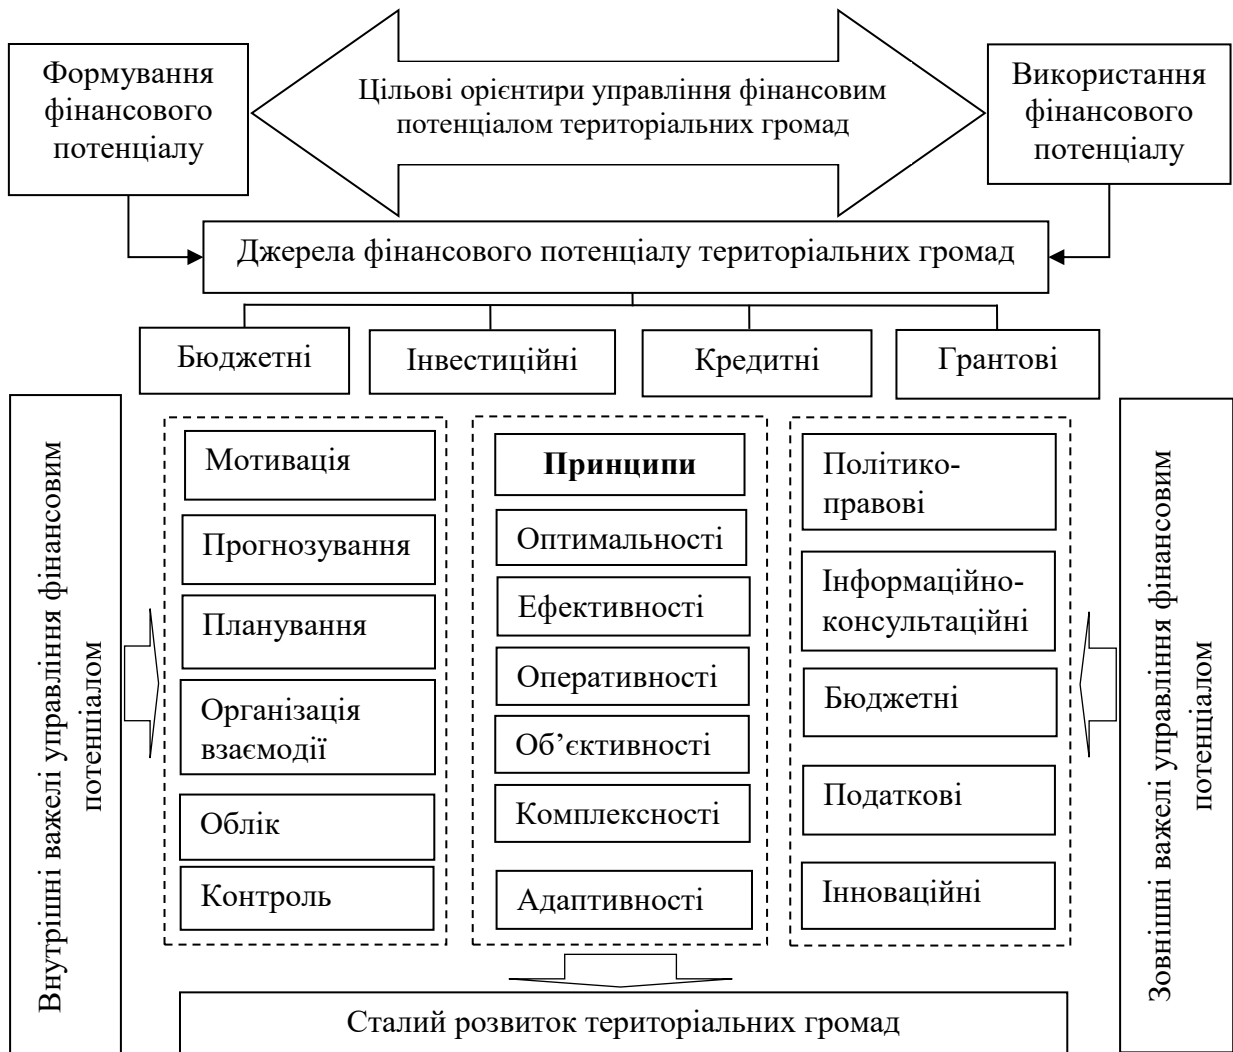 Формування
фінансового
потенціалу
Цільові орієнтири управління фінансовим
потенціалом територіальних громад
Використання
фінансового
потенціалу
Джерела фінансового потенціалу територіальних громад
Бюджетні
Інвестиційні
Кредитні
Грантові
Внутрішні важелі управління фінансовим
потенціалом
Мотивація
Прогнозування
Планування
Організація
взаємодії
Облік
Контроль
Принципи
Оптимальності
Ефективності
Оперативності
Об’єктивності
Комплексності
Адаптивності
Політико-
правові
Інформаційно-
консультаційні
Бюджетні
Податкові
Інноваційні
Зовнішні важелі управління фінансовим
потенціалом
Сталий розвиток територіальних громад